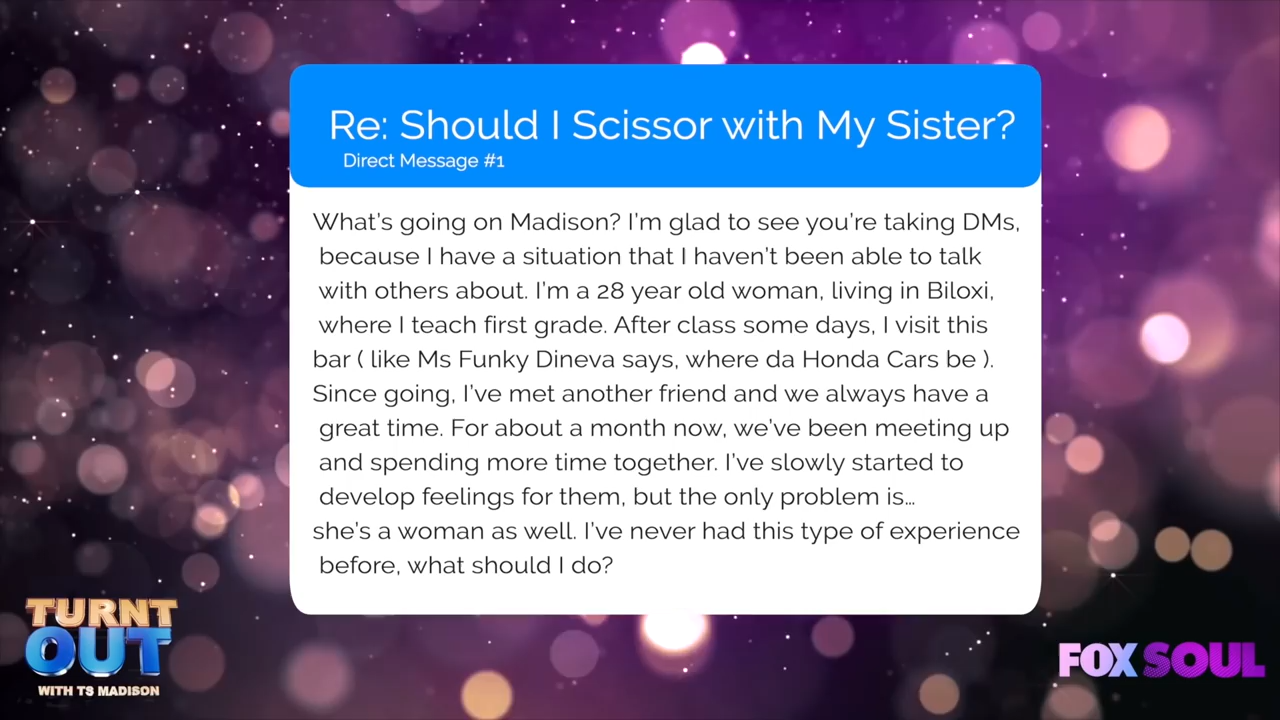 Re: Should I Scissor with My Sister?
Direct Message #1
What's going on Madison? I'm glad to see you're taking DMs,
because I have a situation that I haven't been able to talk
with others about. I'm a 28 year old woman, living in Biloxi,
where I teach first grade. After class some days, I visit this
bar ( like Ms Funky Dineva says, where da Honda Cars be ).
Since going, I've met another friend and we always have a
great time. For about a month now, we've been meeting up
and spending more time together. I've slowly started to
develop feelings for them, but the only problem is…
she's a woman as well. I've never had this type of experience
before, what should I do?
TURNT
OUT
WITH TS MADISON
FOX SOUL